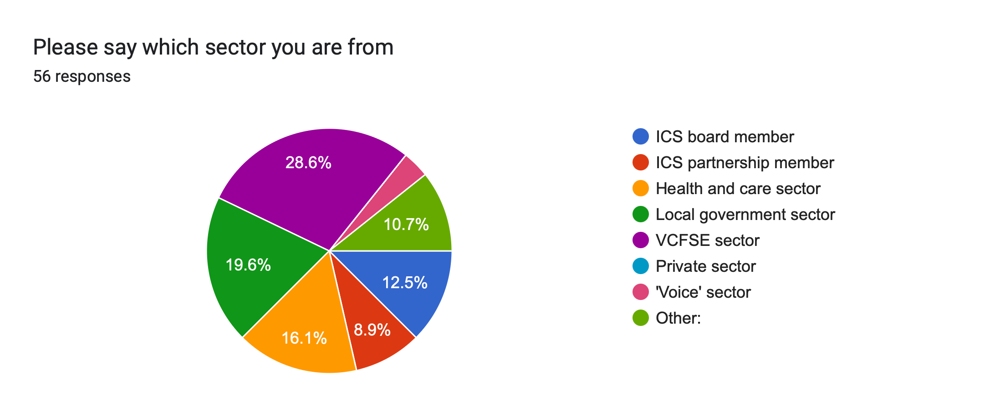 Please say which sector you are from
56 responses
28.6%
10.7%
19.6%
12.5%
16.1%
8.9%
ICS board member
ICS partnership member
Health and care sector
Local government sector
VCFSE sector
Private sector
'Voice' sector
Other: